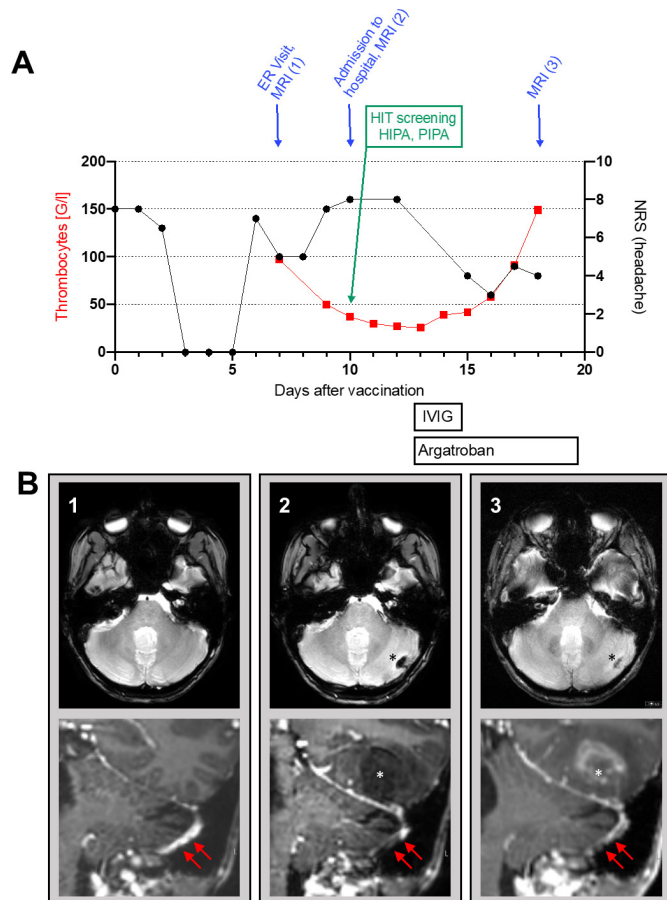 A
ER Visit,
MRI (1)
Admission to
hospital, MRI (2)
MRI (3)
HIT screening
HIPA, PIPA
Thrombocytes [G/l]
200
150
100
50
0
10
8
6
4
2
0
NRS (headache)
0
5
10
15
20
Days after vaccination
IVIG
Argatroban
B
1
2
3
*
*
*
*
L
L
L